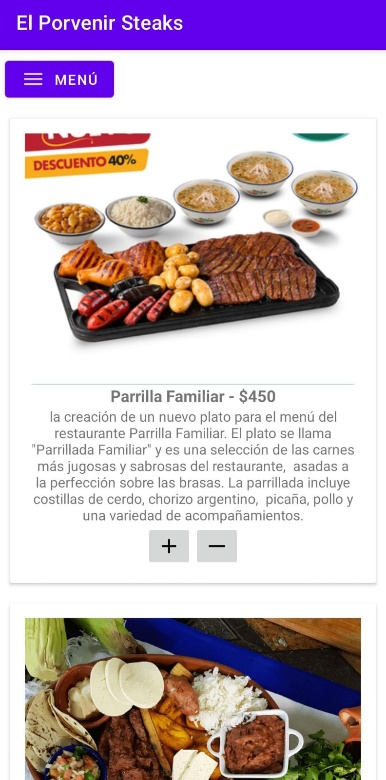 El Porvenir Steaks
MENÚ
DESCUENTO 40%
Parrilla Familiar - $450
la creación de un nuevo plato para el menú del
restaurante Parrilla Familiar. El plato se llama
"Parrillada Familiar" y es una selección de las carnes
más jugosas y sabrosas del restaurante, asadas a
la perfección sobre las brasas. La parrillada incluye
costillas de cerdo, chorizo argentino, picaña, pollo y
una variedad de acompañamientos.